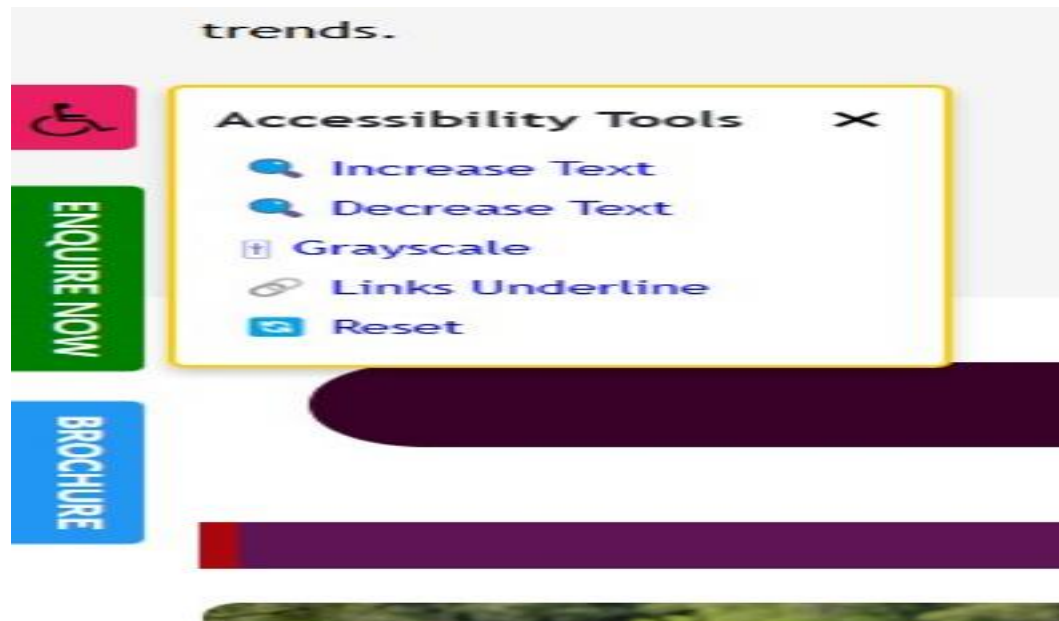 trends.
Accessibility Tools
Increase Text
Decrease Text
Grayscale
Links Underline
Reset
ENQUIRE NOW
BROCHURE